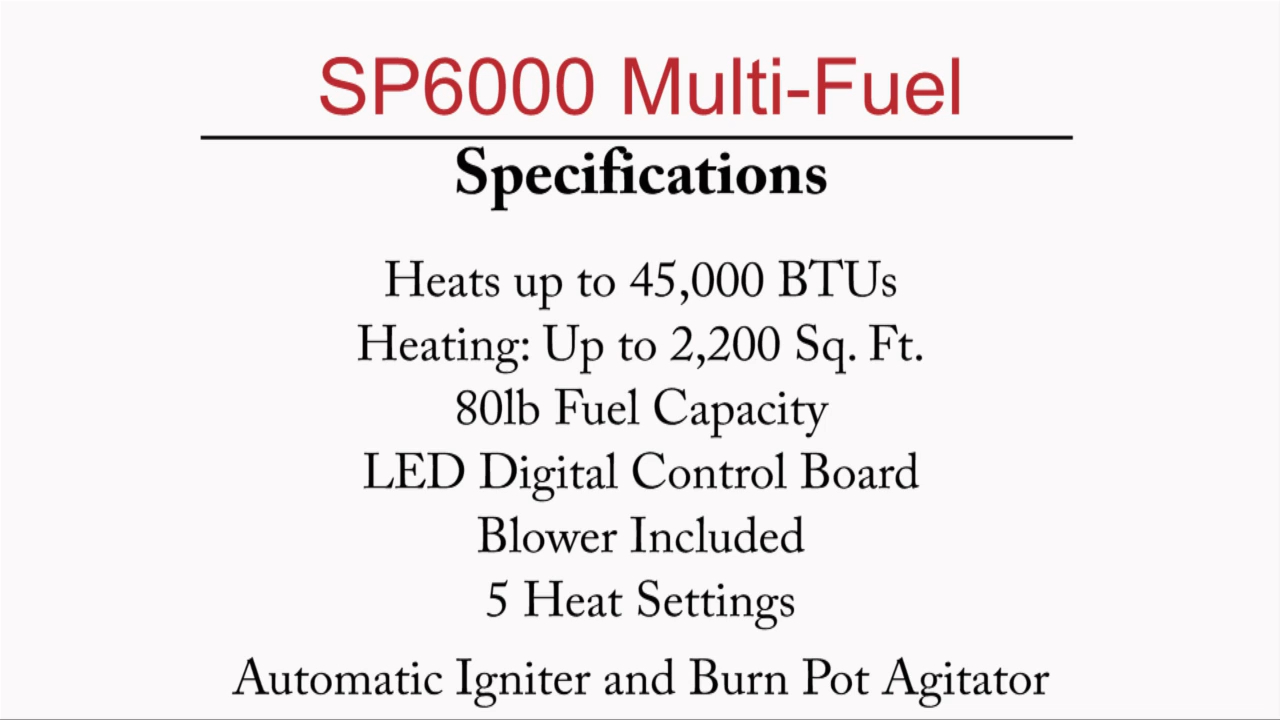 SP6000 Multi-Fuel
Specifications
Heats up to 45,000 BTUs
Heating: Up to 2,200 Sq. Ft.
80lb Fuel Capacity
LED Digital Control Board
Blower Included
5 Heat Settings
Automatic Igniter and Burn Pot Agitator